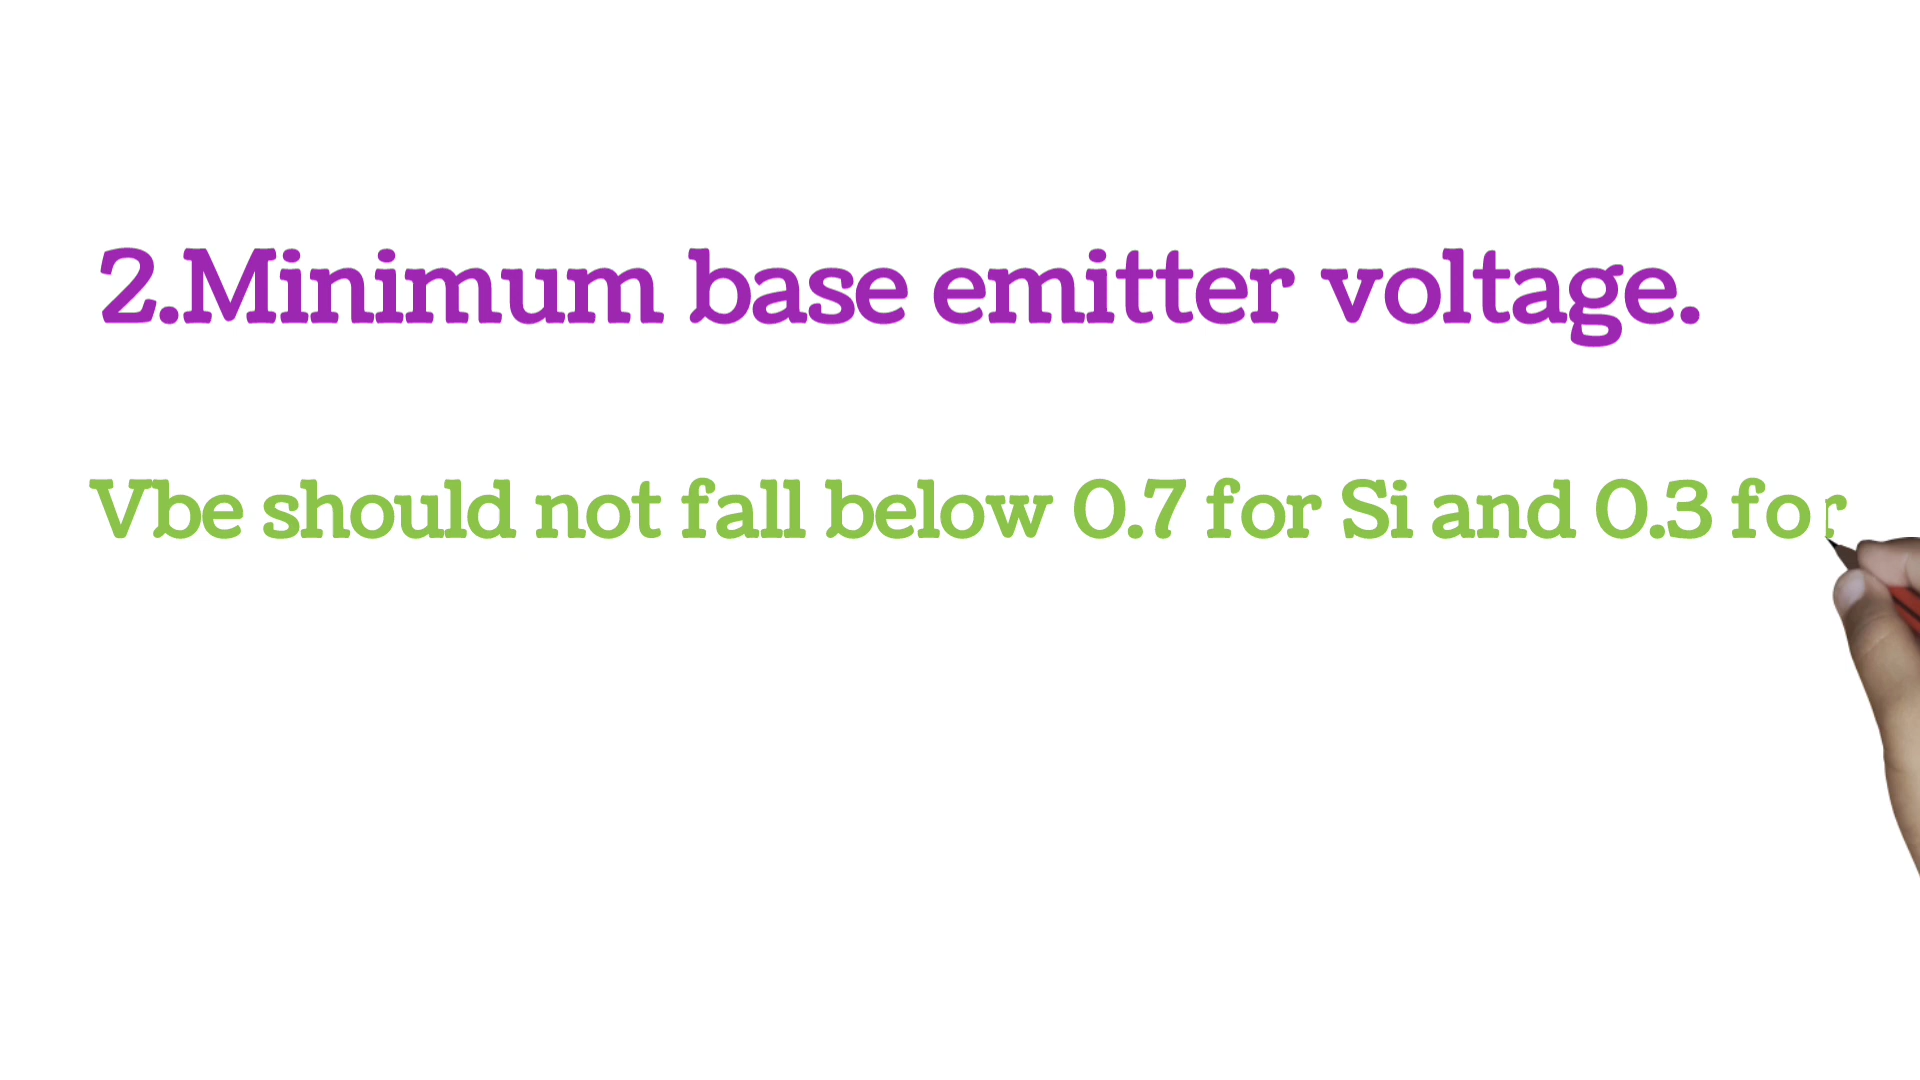 2.Minimum base emitter voltage.
Vbe should not fall below 0.7 for Si and 0.3 for